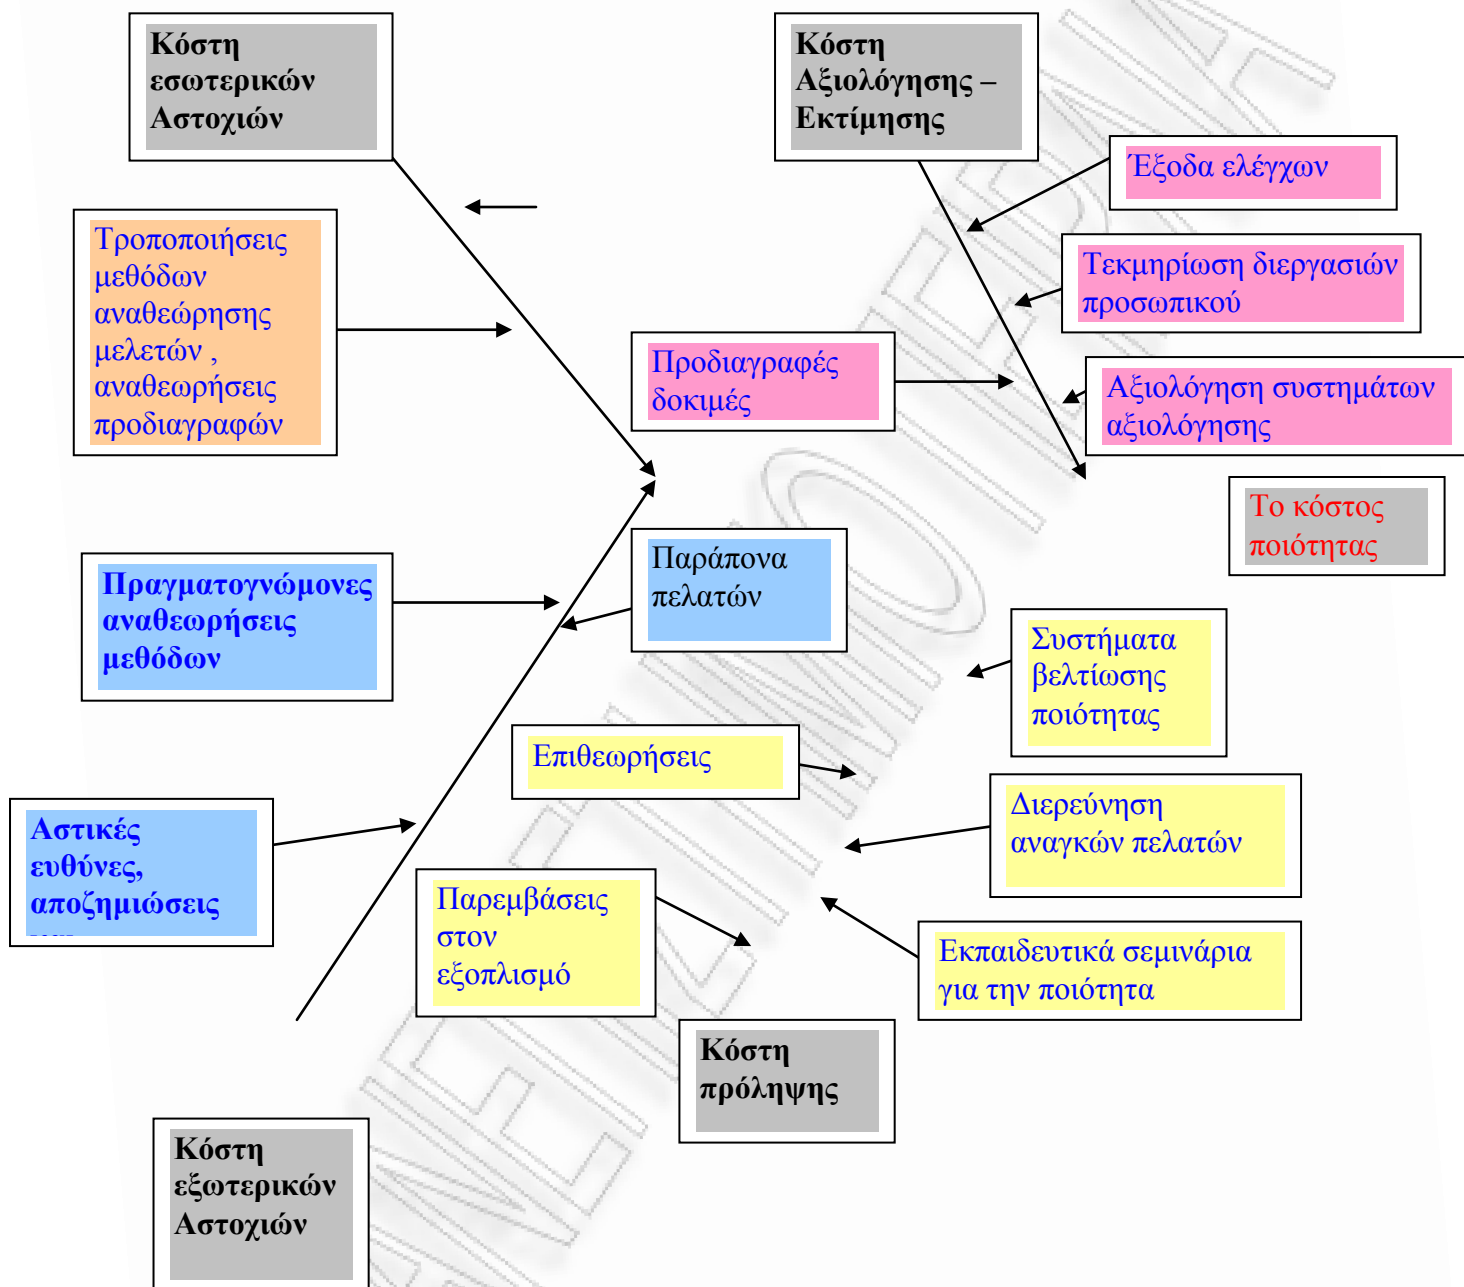 Κόστη
εσωτερικών
Αστοχιών
Κόστη
Αξιολόγησης –
Εκτίμησης
Έξοδα ελέγχων
Τροποποιήσεις
μεθόδων
αναθεώρησης
μελετών ,
αναθεωρήσεις
προδιαγραφών
Τεκμηρίωση διεργασιών
προσωπικού
Προδιαγραφές
δοκιμές
Αξιολόγηση συστημάτων
αξιολόγησης
Το κόστος
ποιότητας
Πραγματογνώμονες
αναθεωρήσεις
μεθόδων
Παράπονα
πελατών
Συστήματα
βελτίωσης
ποιότητας
Επιθεωρήσεις
Διερεύνηση
αναγκών πελατών
Αστικές
ευθύνες,
αποζημιώσεις
Παρεμβάσεις
στον
εξοπλισμό
Εκπαιδευτικά σεμινάρια
για την ποιότητα
Κόστη
πρόληψης
Κόστη
εξωτερικών
Αστοχιών